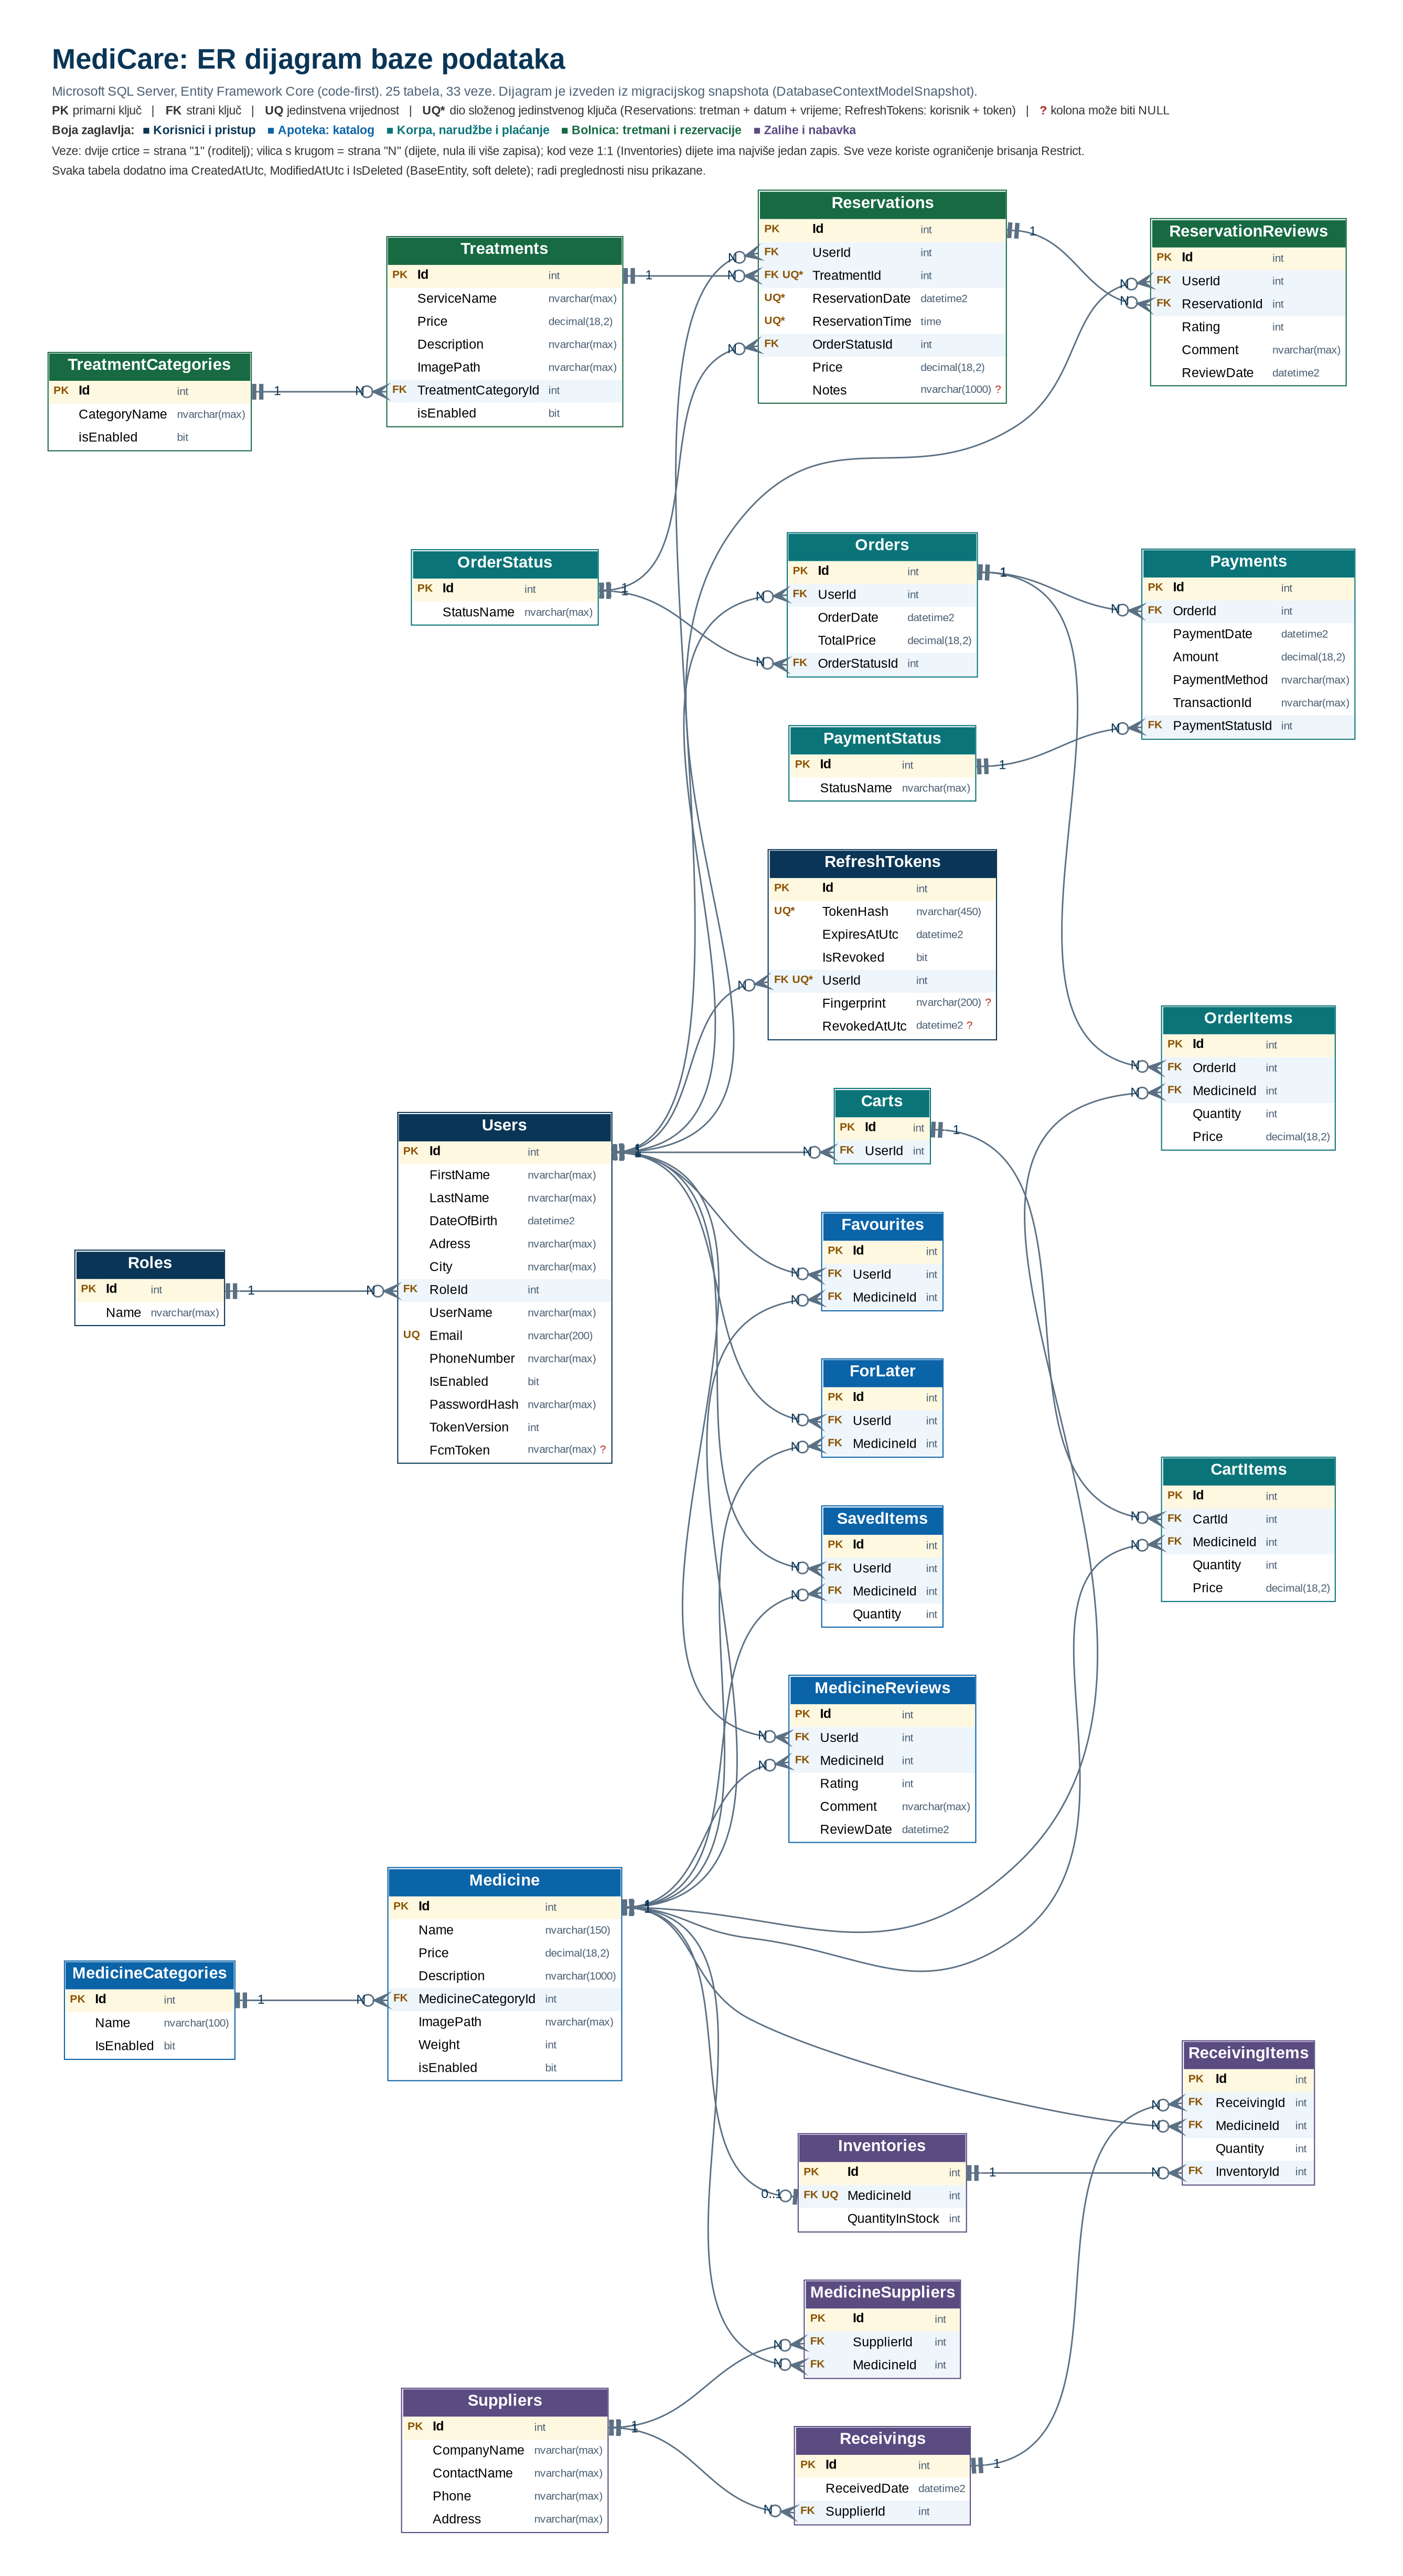 MediCare: ER dijagram baze podataka
Microsoft SQL Server, Entity Framework Core (code-first). 25 tabela, 33 veze. Dijagram je izveden iz migracijskog snapshota (DatabaseContextModelSnapshot).
PK primarni ključ | FK strani ključ | UQ jedinstvena vrijednost | UQ* dio složenog jedinstvenog ključa (Reservations: tretman + datum + vrijeme; RefreshTokens: korisnik + token) | ? kolona može biti NULL
Boja zaglavlja: ■ Korisnici i pristup ■ Apoteka: katalog ■ Korpa, narudžbe i plaćanje ■ Bolnica: tretmani i rezervacije ■ Zalihe i nabavka
Veze: dvije crtice = strana "1" (roditelj); vilica s krugom = strana "N" (dijete, nula ili više zapisa); kod veze 1:1 (Inventories) dijete ima najviše jedan zapis. Sve veze koriste ograničenje brisanja Restrict.
Svaka tabela dodatno ima CreatedAtUtc, ModifiedAtUtc i IsDeleted (BaseEntity, soft delete); radi preglednosti nisu prikazane.
Reservations
PK Id int
FK UserId int
FK UQ* TreatmentId int
UQ* ReservationDate datetime2
UQ* ReservationTime time
FK OrderStatusId int
Price decimal(18,2)
Notes nvarchar(1000) ?
1
N
N
N
ReservationReviews
PK Id int
FK UserId int
FK ReservationId int
Rating int
Comment nvarchar(max)
ReviewDate datetime2
N
N
Treatments
PK Id int
ServiceName nvarchar(max)
Price decimal(18,2)
Description nvarchar(max)
ImagePath nvarchar(max)
FK TreatmentCategoryId int
isEnabled bit
1
N
TreatmentCategories
PK Id int
CategoryName nvarchar(max)
isEnabled bit
1
OrderStatus
PK Id int
StatusName nvarchar(max)
1
Orders
PK Id int
FK UserId int
OrderDate datetime2
TotalPrice decimal(18,2)
FK OrderStatusId int
1
N
N
Payments
PK Id int
FK OrderId int
PaymentDate datetime2
Amount decimal(18,2)
PaymentMethod nvarchar(max)
TransactionId nvarchar(max)
FK PaymentStatusId int
N
N
PaymentStatus
PK Id int
StatusName nvarchar(max)
1
RefreshTokens
PK Id int
UQ* TokenHash nvarchar(450)
ExpiresAtUtc datetime2
IsRevoked bit
FK UQ* UserId int
Fingerprint nvarchar(200) ?
RevokedAtUtc datetime2 ?
N
OrderItems
PK Id int
FK OrderId int
FK MedicineId int
Quantity int
Price decimal(18,2)
N
N
Carts
PK Id int
FK UserId int
1
N
Users
PK Id int
FirstName nvarchar(max)
LastName nvarchar(max)
DateOfBirth datetime2
Adress nvarchar(max)
City nvarchar(max)
FK RoleId int
UserName nvarchar(max)
UQ Email nvarchar(200)
PhoneNumber nvarchar(max)
IsEnabled bit
PasswordHash nvarchar(max)
TokenVersion int
FcmToken nvarchar(max) ?
1
N
Roles
PK Id int
Name nvarchar(max)
1
Favourites
PK Id int
FK UserId int
FK MedicineId int
N
N
ForLater
PK Id int
FK UserId int
FK MedicineId int
N
N
CartItems
PK Id int
FK CartId int
FK MedicineId int
Quantity int
Price decimal(18,2)
N
N
SavedItems
PK Id int
FK UserId int
FK MedicineId int
Quantity int
N
N
MedicineReviews
PK Id int
FK UserId int
FK MedicineId int
Rating int
Comment nvarchar(max)
ReviewDate datetime2
N
N
Medicine
PK Id int
Name nvarchar(150)
Price decimal(18,2)
Description nvarchar(1000)
FK MedicineCategoryId int
ImagePath nvarchar(max)
Weight int
isEnabled bit
1
N
MedicineCategories
PK Id int
Name nvarchar(100)
IsEnabled bit
1
ReceivingItems
PK Id int
FK ReceivingId int
FK MedicineId int
Quantity int
FK InventoryId int
N
N
N
Inventories
PK Id int
FK UQ MedicineId int
QuantityInStock int
1
0..1
MedicineSuppliers
PK Id int
FK SupplierId int
FK MedicineId int
N
N
Suppliers
PK Id int
CompanyName nvarchar(max)
ContactName nvarchar(max)
Phone nvarchar(max)
Address nvarchar(max)
1
Receivings
PK Id int
ReceivedDate datetime2
FK SupplierId int
1
N